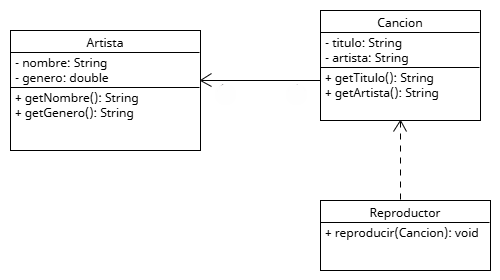 Artista
- nombre: String
- genero: double
+ getNombre(): String
+ getGenero(): String
Cancion
- titulo: String
- artista: String
+ getTitulo(): String
+ getArtista(): String
Reproductor
+ reproducir(Cancion): void